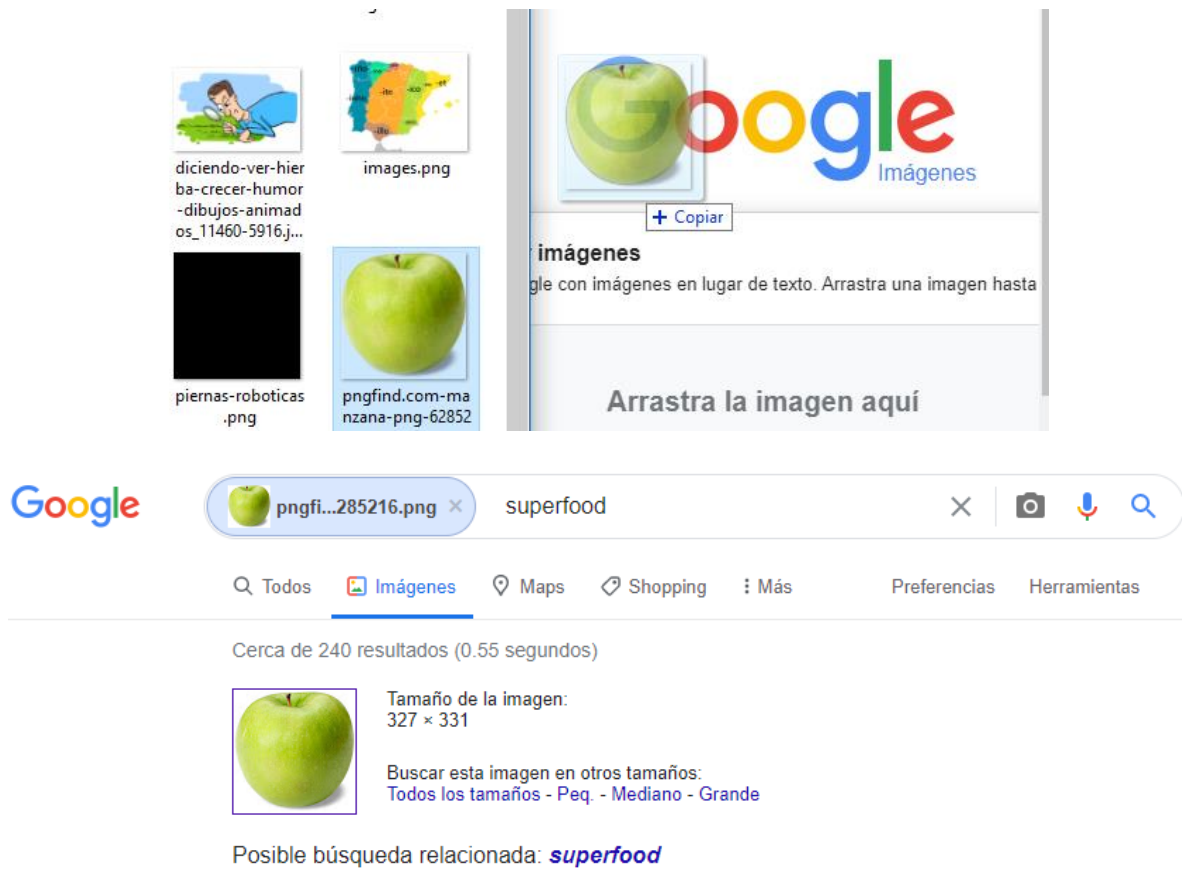 diciendo-ver-hier
ba-crecer-humor
-dibujos-animad
os_11460-5916.j...
images.png
piernas-roboticas
.png
pngfind.com-ma
nzana-png-62852
Google
Imágenes
+ Copiar
imágenes
gle con imágenes en lugar de texto. Arrastra una imagen hasta
Arrastra la imagen aquí
Google
pngfi...285216.png × superfood
Todos Imágenes Maps Shopping Más Preferencias Herramientas
Cerca de 240 resultados (0.55 segundos)
Tamaño de la imagen:
327 × 331
Buscar esta imagen en otros tamaños:
Todos los tamaños - Peq. - Mediano - Grande
Posible búsqueda relacionada: superfood